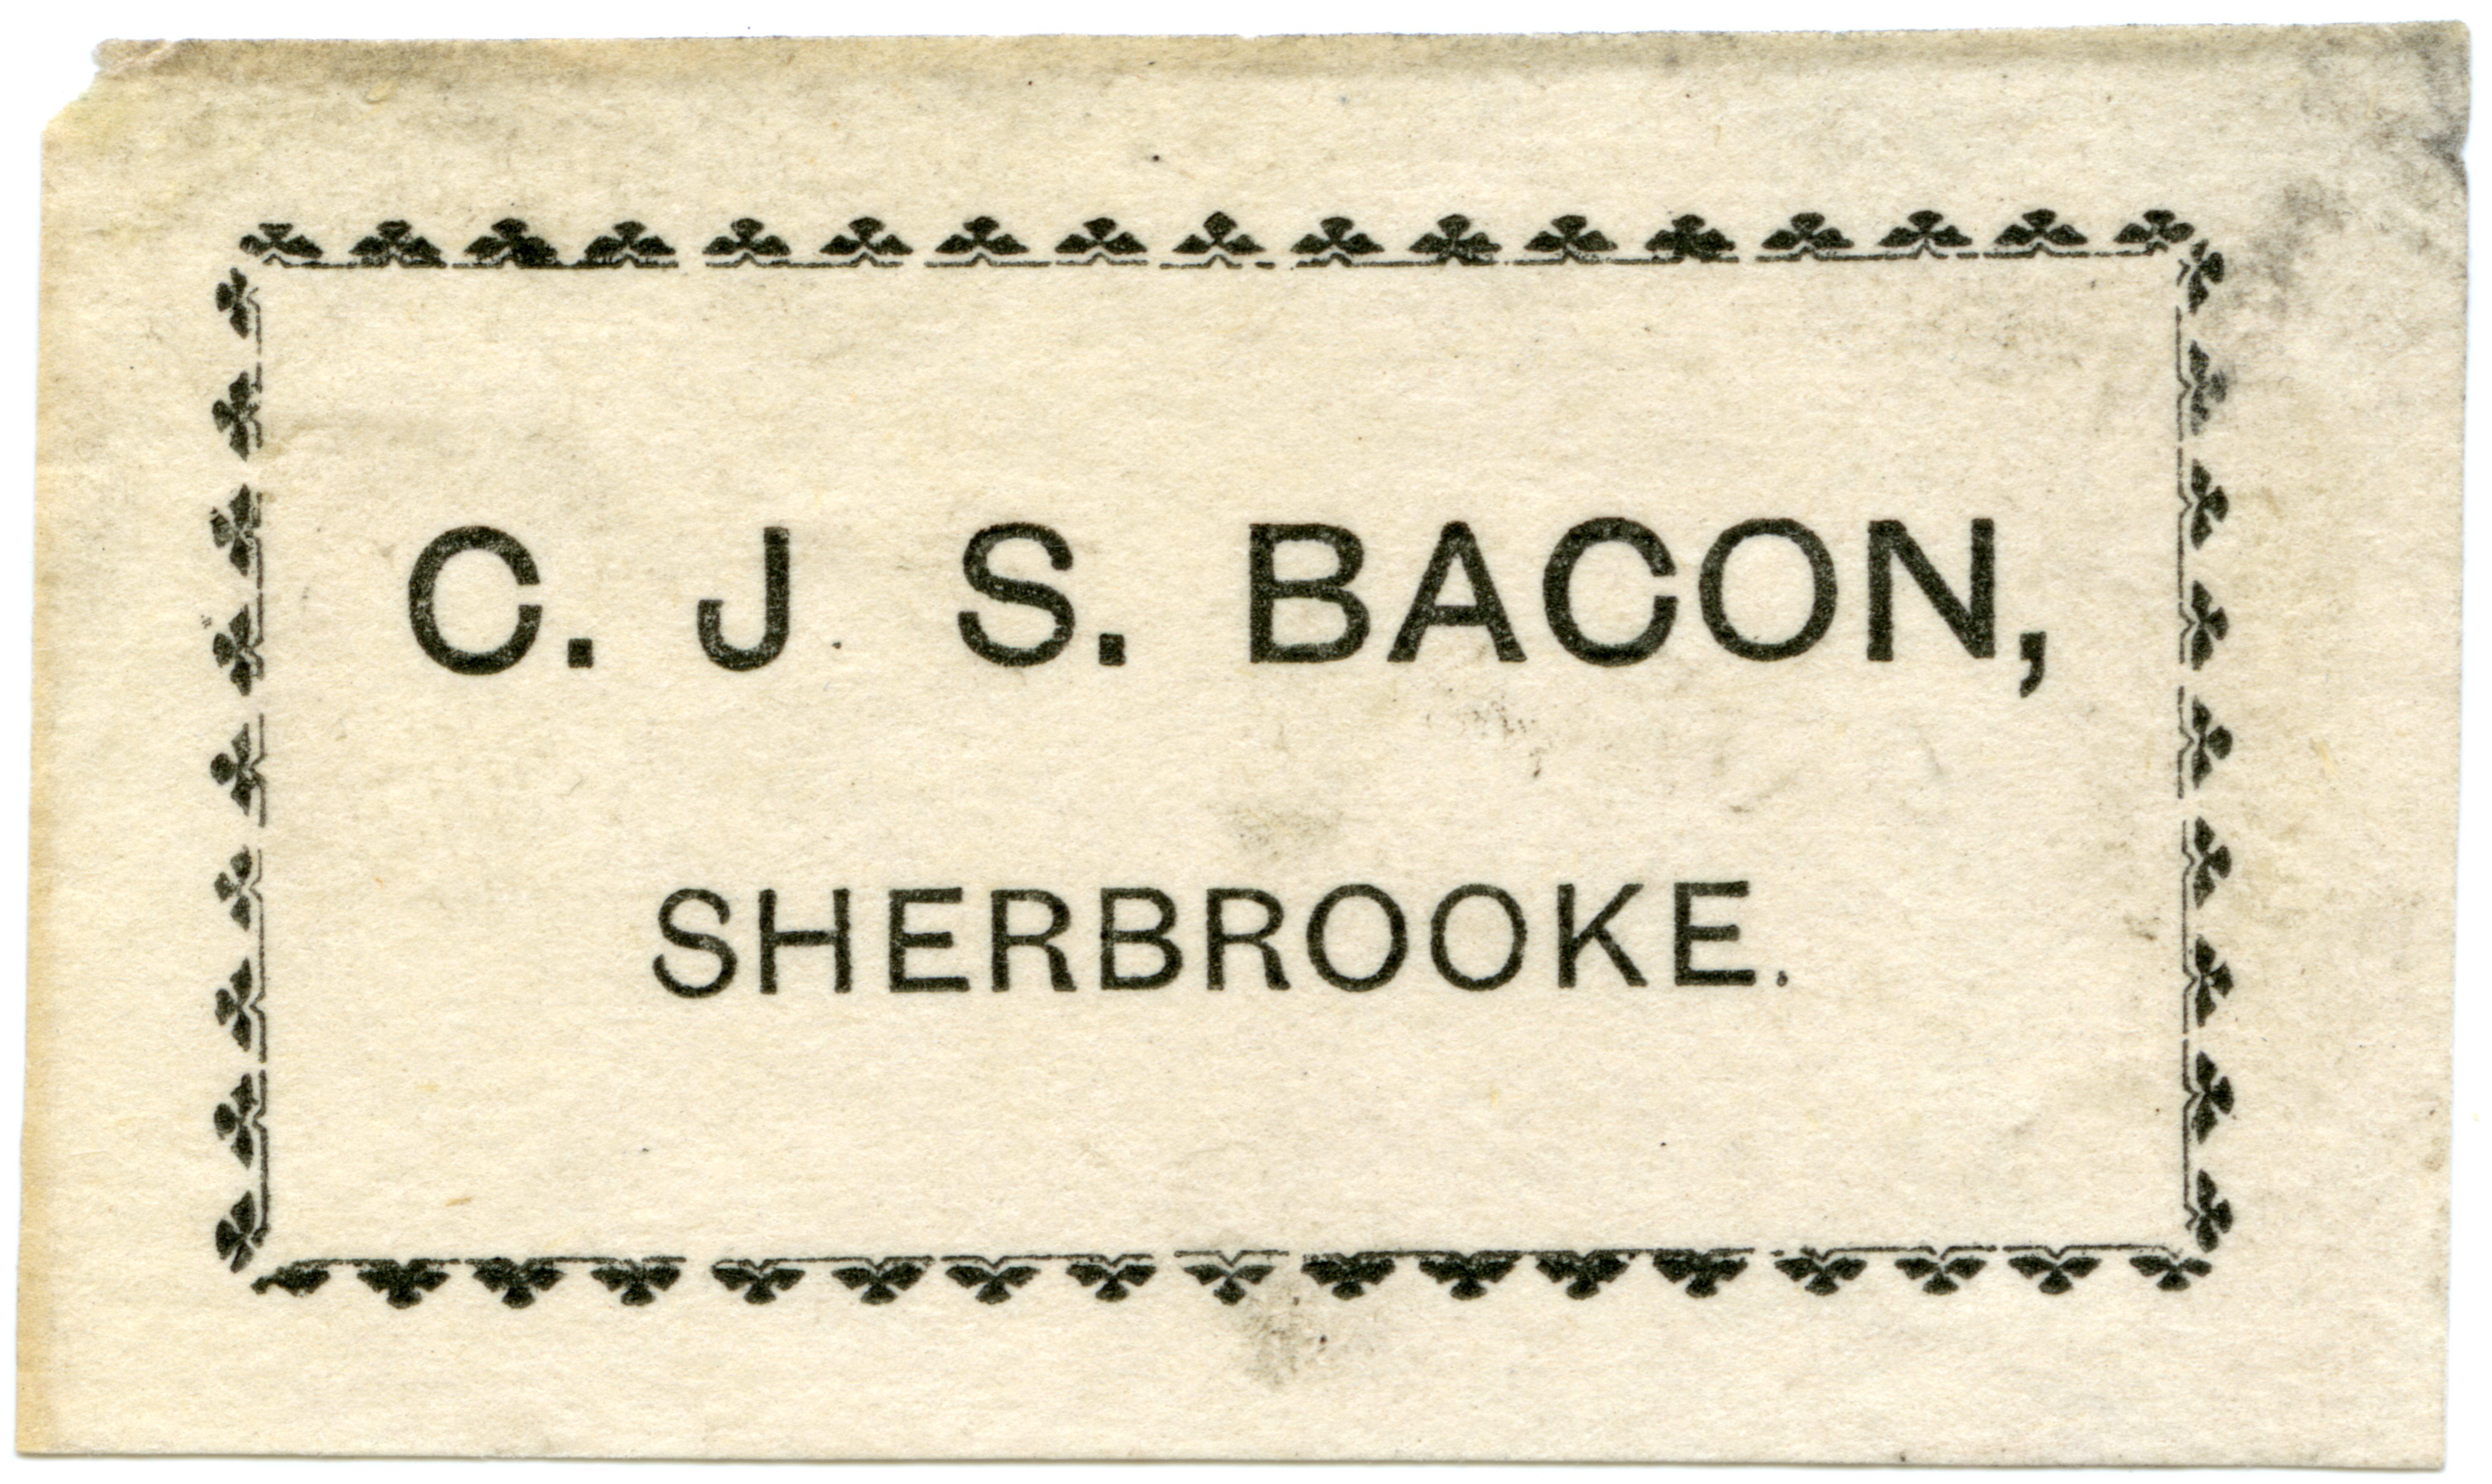 C. J. S. BACON,
SHERBROOKE.